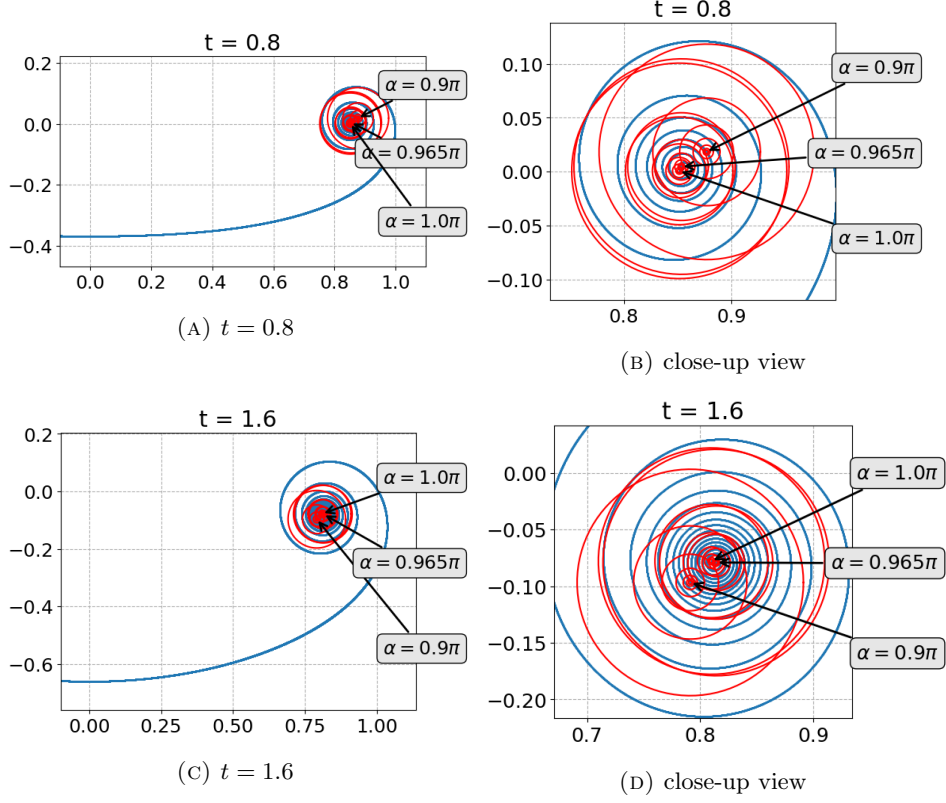 t = 0.8
0.2
0.0
−0.2
−0.4
0.0 0.2 0.4 0.6 0.8 1.0
α = 0.9π
α = 0.965π
α = 1.0π
(A) t = 0.8
t = 0.8
0.10
0.05
0.00
−0.05
−0.10
0.8 0.9
α = 0.9π
α = 0.965π
α = 1.0π
(B) close-up view
t = 1.6
0.2
0.0
−0.2
−0.4
−0.6
0.00 0.25 0.50 0.75 1.00
α = 1.0π
α = 0.965π
α = 0.9π
(C) t = 1.6
t = 1.6
0.00
−0.05
−0.10
−0.15
−0.20
0.7 0.8 0.9
α = 1.0π
α = 0.965π
α = 0.9π
(D) close-up view